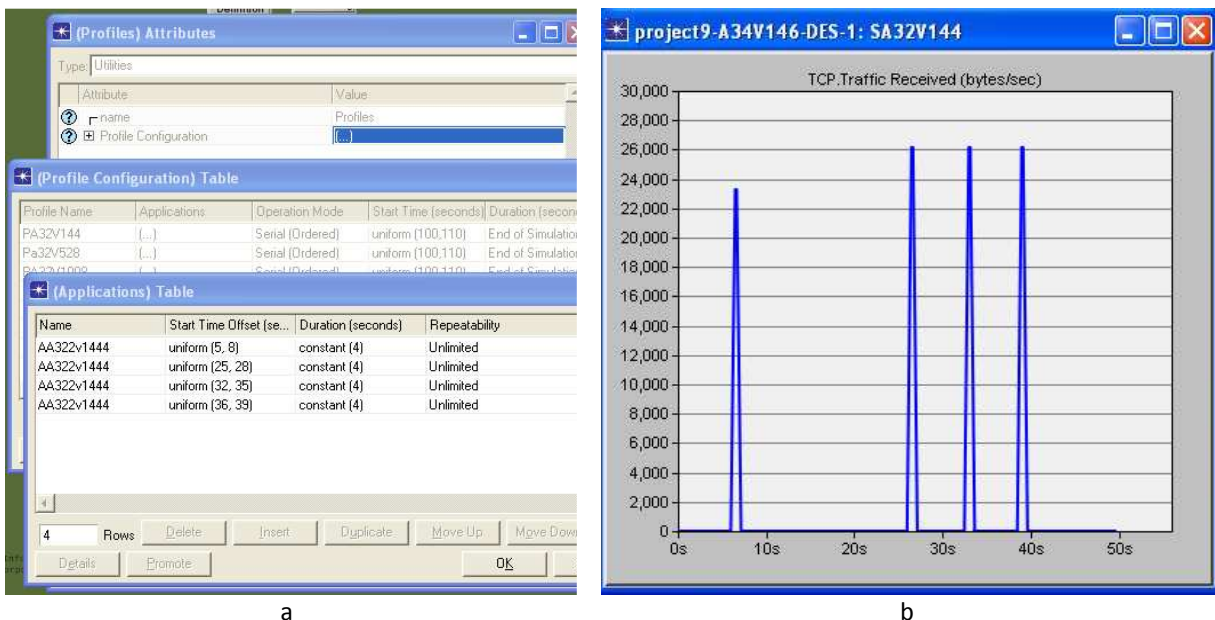 Definition
(Profiles) Attributes
Type: Utilities
Attribute Value
name Profiles
Profile Configuration (...)
(Profile Configuration) Table
Profile Name Applications Operation Mode Start Time (seconds) Duration (secon
PA32V144 (...) Serial (Ordered) uniform (100,110) End of Simulatio
Pa32V528 (...) Serial (Ordered) uniform (100,110) End of Simulatio
(Applications) Table
Name Start Time Offset (se... Duration (seconds) Repeatability
AA322v1444 uniform (5, 8) constant (4) Unlimited
AA322v1444 uniform (25, 28) constant (4) Unlimited
AA322v1444 uniform (32, 35) constant (4) Unlimited
AA322v1444 uniform (36, 39) constant (4) Unlimited
4 Rows Delete Insert Duplicate Move Up Move Dow
Details Promote OK
a
project9-A34V146-DES-1: SA32V144
TCP.Traffic Received (bytes/sec)
30,000
28,000
26,000
24,000
22,000
20,000
18,000
16,000
14,000
12,000
10,000
8,000
6,000
4,000
2,000
0
0s 10s 20s 30s 40s 50s
b